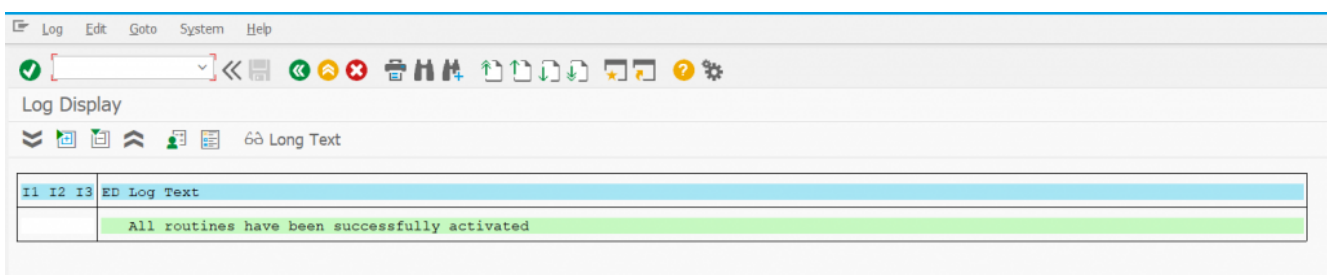 Log Edit Goto System Help
Log Display
Long Text
I1 I2 I3 ED Log Text
All routines have been successfully activated